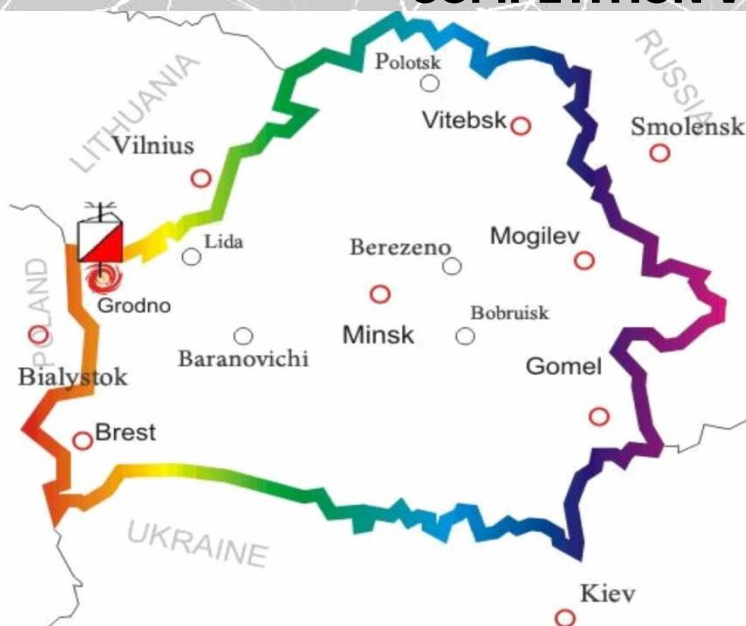 LITHUANIA
RUSSIA
Polotsk
Vitebsk
Smolensk
Vilnius
Lida
Berezeno
Mogilev
POLAND
Grodno
Minsk
Bobruisk
Baranovichi
Gomel
Bialystok
Brest
UKRAINE
Kiev